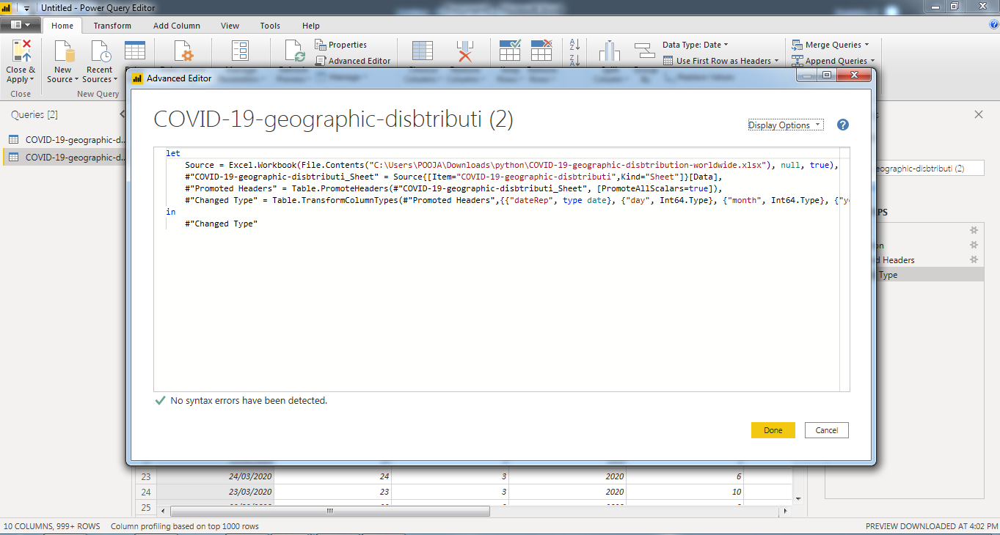 Untitled - Power Query Editor
Home Transform Add Column View Tools Help
Properties
Advanced Editor
Data Type: Date
Use First Row as Headers
Merge Queries
Append Queries
Close & Apply
New Source
Recent Sources
Close
New Query
Advanced Editor
Queries [2]
COVID-19-geographic-d...
COVID-19-geographic-d...
COVID-19-geographic-disbtributi (2)
Display Options
let
Source = Excel.Workbook(File.Contents("C:\Users\POOJA\Downloads\python\COVID-19-geographic-disbtribution-worldwide.xlsx"), null, true),
#"COVID-19-geographic-disbtributi_Sheet" = Source{[Item="COVID-19-geographic-disbtributi",Kind="Sheet"]}[Data],
#"Promoted Headers" = Table.PromoteHeaders(#"COVID-19-geographic-disbtributi_Sheet", [PromoteAllScalars=true]),
#"Changed Type" = Table.TransformColumnTypes(#"Promoted Headers",{{"dateRep", type date}, {"day", Int64.Type}, {"month", Int64.Type}, {"y
in
#"Changed Type"
No syntax errors have been detected.
Done Cancel
eographic-disbtributi (2)
PS
on
d Headers
Type
23 24/03/2020 24 3 2020 6
24 23/03/2020 23 3 2020 10
25
10 COLUMNS, 999+ ROWS Column profiling based on top 1000 rows
PREVIEW DOWNLOADED AT 4:02 PM